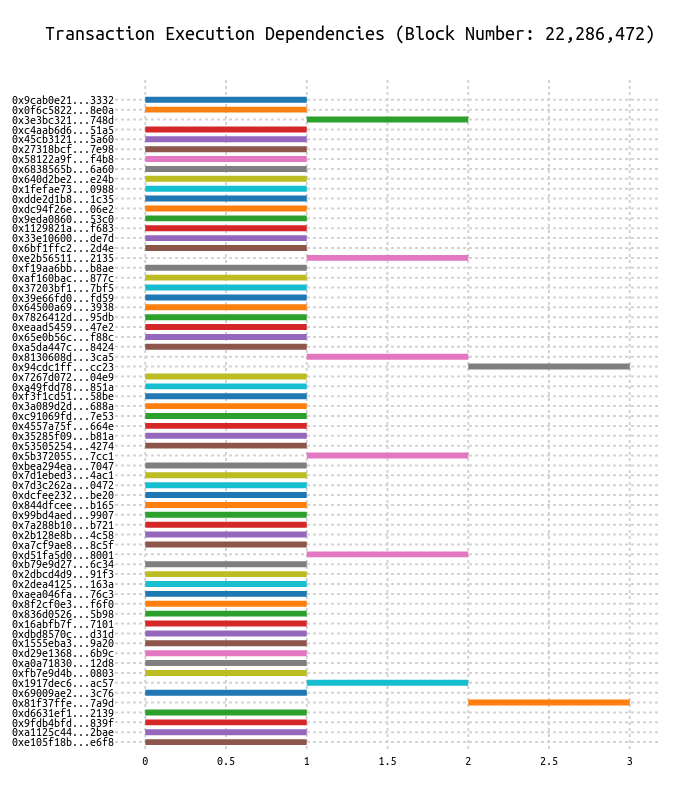 Transaction Execution Dependencies (Block Number: 22,286,472)
0x9cab0e21...3332
0x0f6c5822...8e0a
0x3e3bc321...748d
0xc4aab6d6...51a5
0x45cb3121...5a60
0x27318bcf...7e98
0x58122a9f...f4b8
0x6838565b...6a60
0x640d2be2...e24b
0x1fefae73...0988
0xdde2d1b8...1c35
0xdc94f26e...06e2
0x9eda0860...53c0
0x1129821a...f683
0x33e10600...de7d
0x6bf1ffc2...2d4e
0xe2b56511...2135
0xf19aa6bb...b8ae
0xaf160bac...877c
0x37203bf1...7bf5
0x39e66fd0...fd59
0x64500a69...3938
0x7826412d...95db
0xeaad5459...47e2
0x65e0b56c...f88c
0xa5da447c...8424
0x8130608d...3ca5
0x94cdc1ff...cc23
0x7267d072...04e9
0xa49fdd78...851a
0xf3f1cd51...58be
0x3a089d2d...688a
0xc91069fd...7e53
0x4557a75f...664e
0x35285f09...b81a
0x53505254...4274
0x5b372055...7cc1
0xbea294ea...7047
0x7d1ebed3...4ac1
0x7d3c262a...0472
0xdcfee232...be20
0x844dfcee...b165
0x99bd4aed...9907
0x7a288b10...b721
0x2b128e8b...4c58
0xa7cf9ae8...8c5f
0xd51fa5d0...8001
0xb79e9d27...6c34
0x2dbcd4d9...91f3
0x2dea4125...163a
0xaea046fa...76c3
0x8f2cf0e3...f6f0
0x836d0526...5b98
0x16abfb7f...7101
0xdbd8570c...d31d
0x1555eba3...9a20
0xd29e1368...6b9c
0xa0a71830...12d8
0xfb7e9d4b...0803
0x1917dec6...ac57
0x69009ae2...3c76
0x81f37ffe...7a9d
0xd6631ef1...2139
0x9fdb4bfd...839f
0xa1125c44...2bae
0xe105f18b...e6f8
0 0.5 1 1.5 2 2.5 3